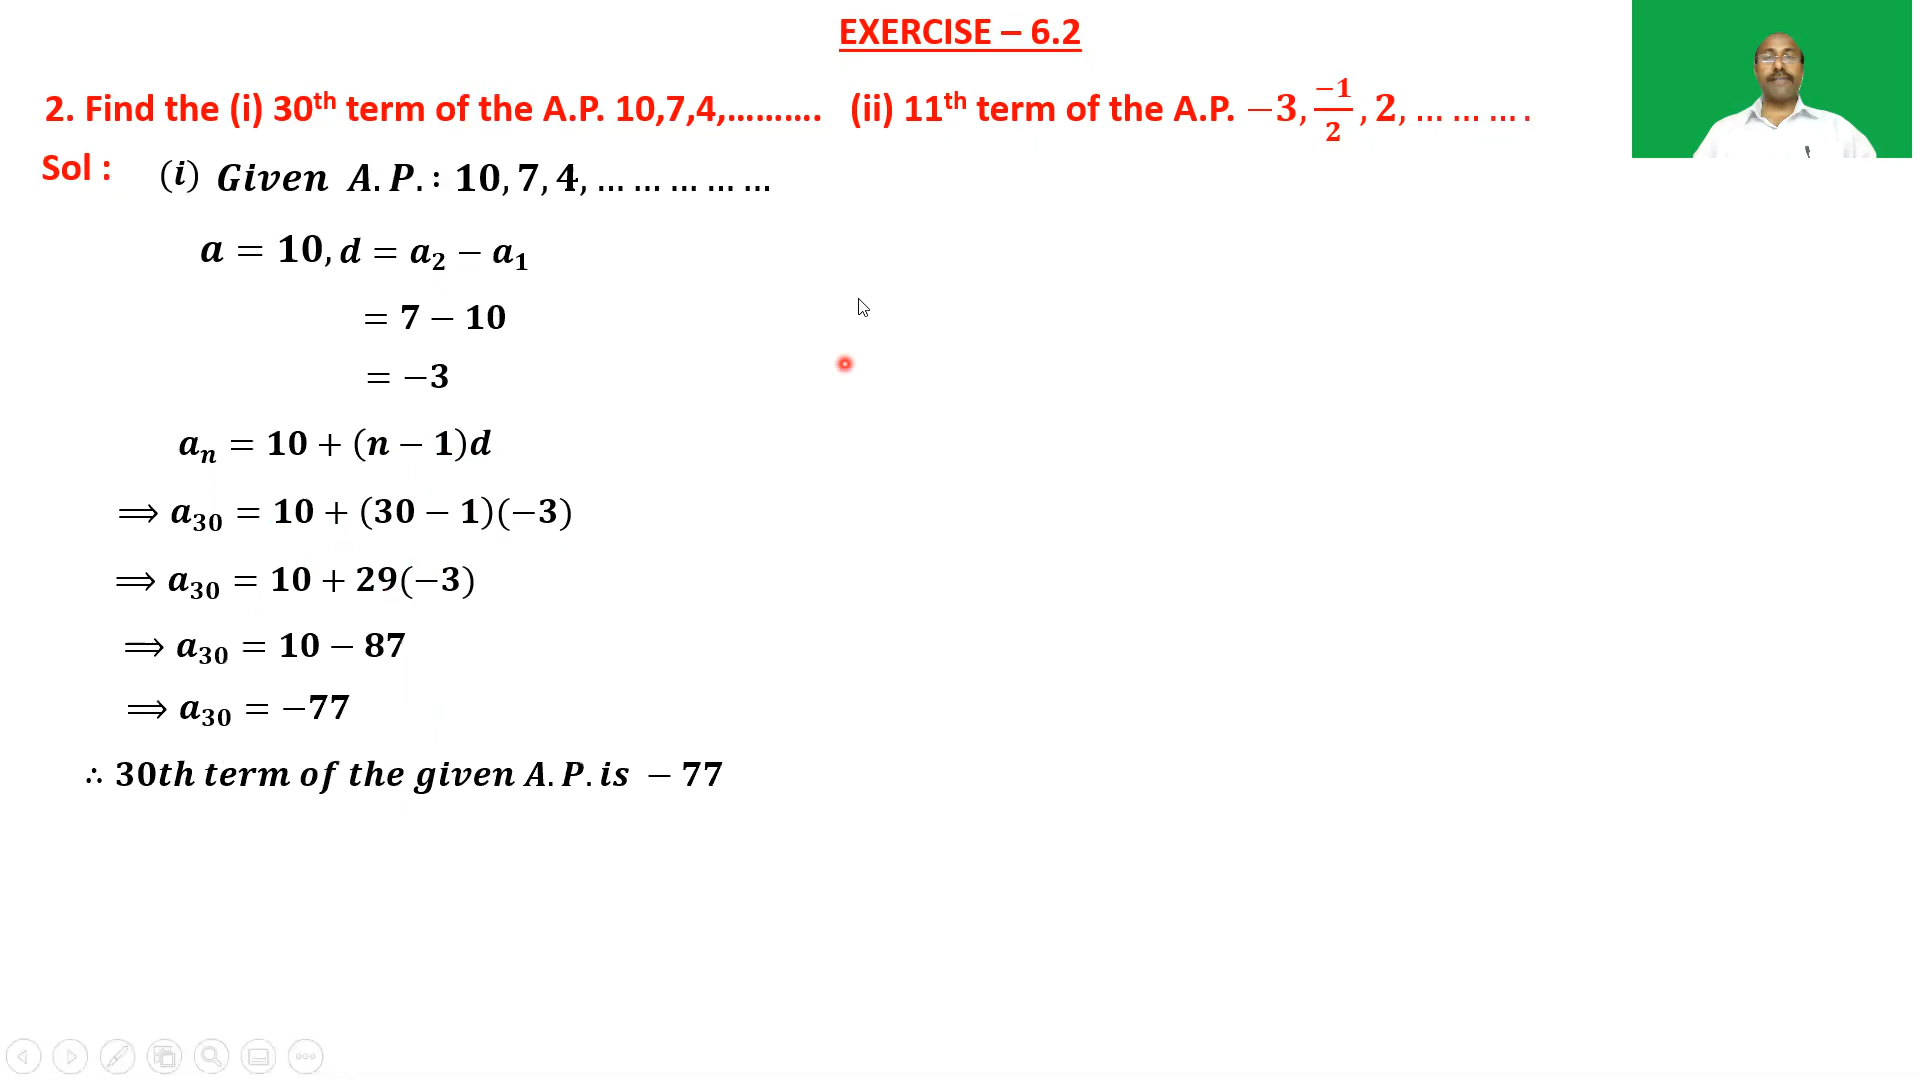 EXERCISE – 6.2
2. Find the (i) 30th term of the A.P. 10,7,4,.......... (ii) 11th term of the A.P. −3, −1/2, 2, ... ... ... .
Sol : (i) Given A.P.: 10, 7, 4, ... ... ... ... ...
a = 10, d = a₂ − a₁
= 7 − 10
= −3
aₙ = 10 + (n − 1)d
⟹ a₃₀ = 10 + (30 − 1)(−3)
⟹ a₃₀ = 10 + 29(−3)
⟹ a₃₀ = 10 − 87
⟹ a₃₀ = −77
∴ 30th term of the given A.P. is − 77